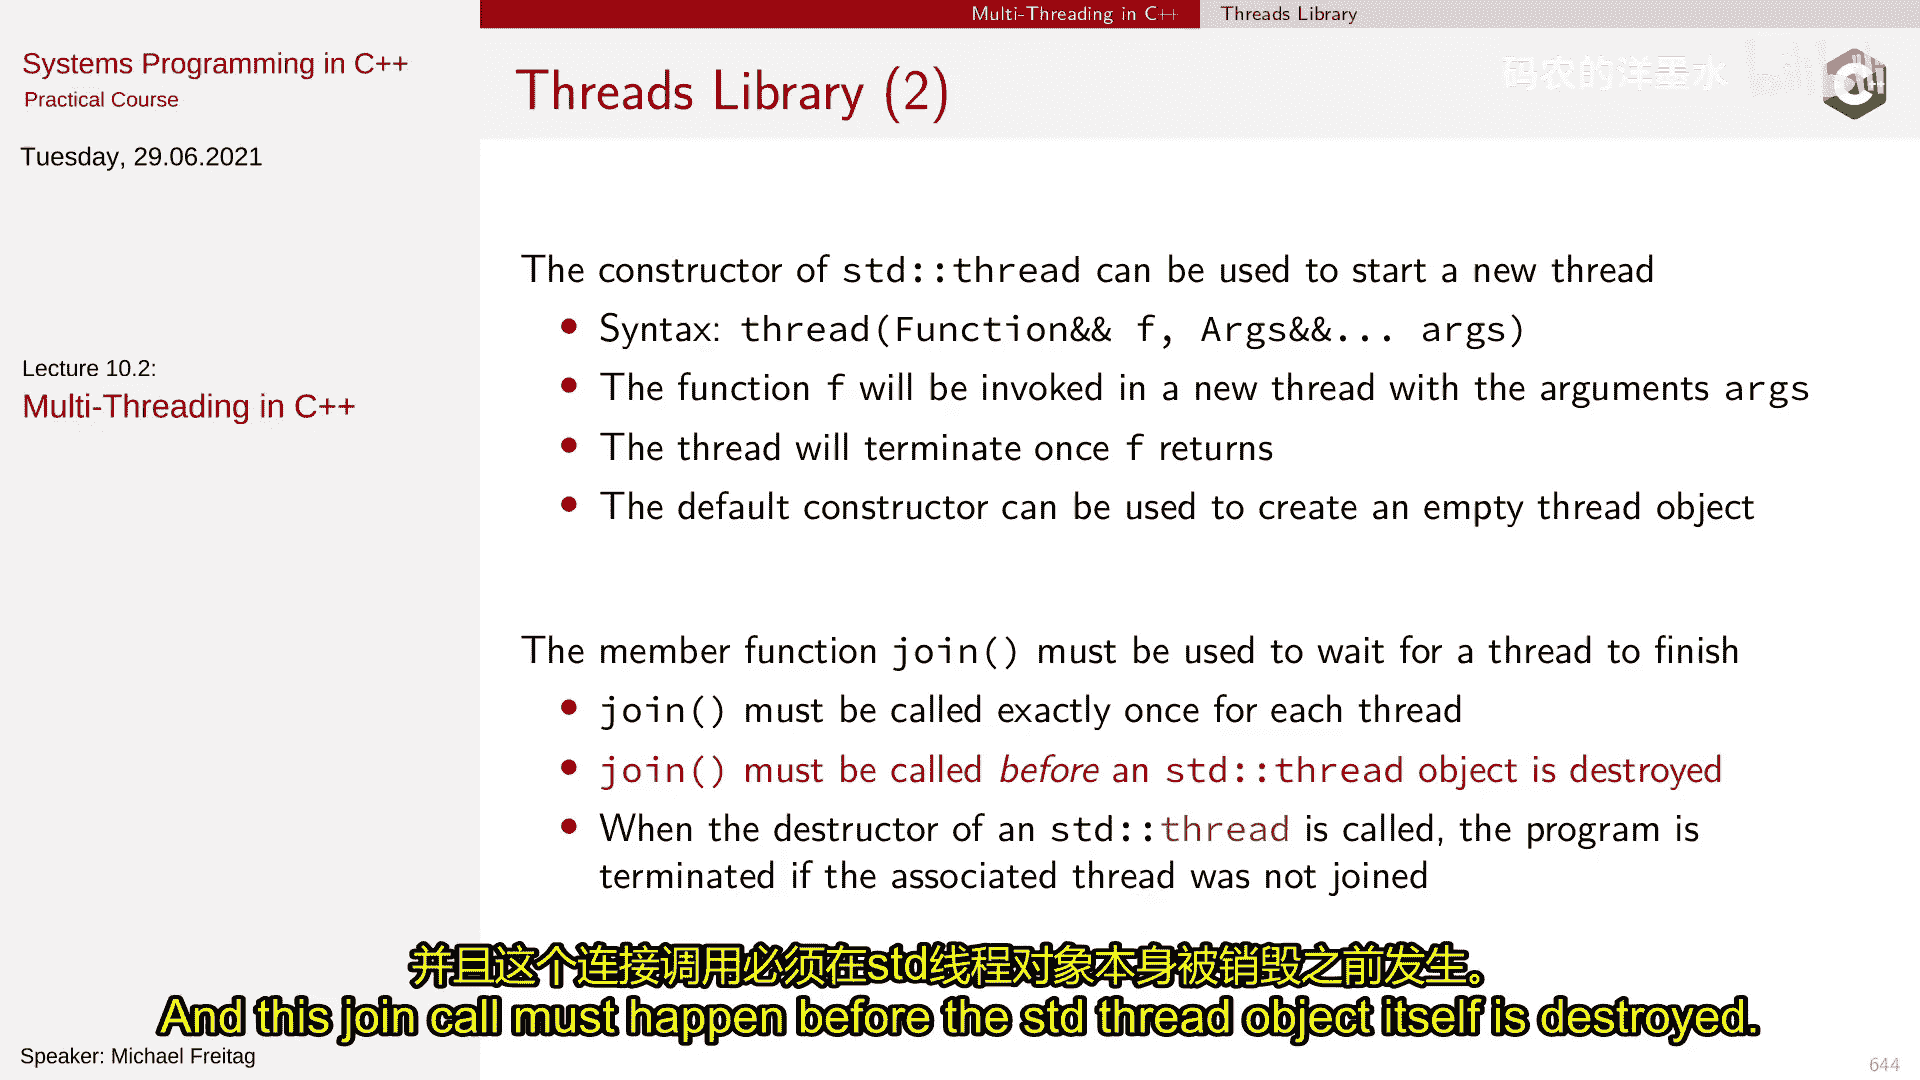 Multi-Threading in C++ Threads Library
Systems Programming in C++
Practical Course
Tuesday, 29.06.2021
Lecture 10.2:
Multi-Threading in C++
Threads Library (2)
码农的洋墨水
The constructor of std::thread can be used to start a new thread
• Syntax: thread(Function&& f, Args&&... args)
• The function f will be invoked in a new thread with the arguments args
• The thread will terminate once f returns
• The default constructor can be used to create an empty thread object
The member function join() must be used to wait for a thread to finish
• join() must be called exactly once for each thread
• join() must be called before an std::thread object is destroyed
• When the destructor of an std::thread is called, the program is
terminated if the associated thread was not joined
并且这个连接调用必须在std线程对象本身被销毁之前发生。
And this join call must happen before the std thread object itself is destroyed.
Speaker: Michael Freitag
644